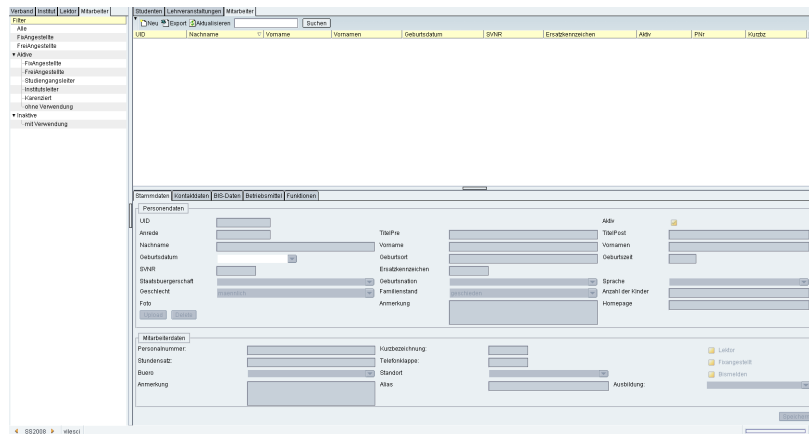 Verband Institut Lektor Mitarbeiter
Filter
Alle
FixAngestellte
FreiAngestellte
Aktive
FixAngestellte
FreiAngestellte
Studiengangsleiter
Institutsleiter
Karenziert
ohne Verwendung
Inaktive
mit Verwendung
Studenten Lehrveranstaltungen Mitarbeiter
Neu Export Aktualisieren Suchen
UID Nachname Vorname Vornamen Geburtsdatum SVNR Ersatzkennzeichen Aktiv PNr Kurzbz
Stammdaten Kontaktdaten BIS-Daten Betriebsmittel Funktionen
Personendaten
UID Aktiv
Anrede TitelPre TitelPost
Nachname Vorname Vornamen
Geburtsdatum Geburtsort Geburtszeit
SVNR Ersatzkennzeichen
Staatsbuergerschaft Geburtsnation Sprache
Geschlecht maennlich Familienstand geschieden Anzahl der Kinder
Foto Anmerkung Homepage
Upload Delete
Mitarbeiterdaten
Personalnummer: Kurzbezeichnung: Lektor
Stundensatz: Telefonklappe: Fixangestellt
Buero Standort Bismelden
Anmerkung Alias Ausbildung:
Speichern
SS2008 vilesci